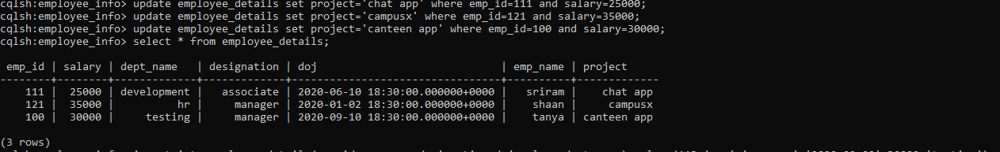 cqlsh:employee_info> update employee_details set project='chat app' where emp_id=111 and salary=25000;
cqlsh:employee_info> update employee_details set project='campusx' where emp_id=121 and salary=35000;
cqlsh:employee_info> update employee_details set project='canteen app' where emp_id=100 and salary=30000;
cqlsh:employee_info> select * from employee_details;
emp_id | salary | dept_name | designation | doj | emp_name | project
--------+--------+-------------+-------------+---------------------------------+----------+-------------
111 | 25000 | development | associate | 2020-06-10 18:30:00.000000+0000 | sriram | chat app
121 | 35000 | hr | manager | 2020-01-02 18:30:00.000000+0000 | shaan | campusx
100 | 30000 | testing | manager | 2020-09-10 18:30:00.000000+0000 | tanya | canteen app
(3 rows)